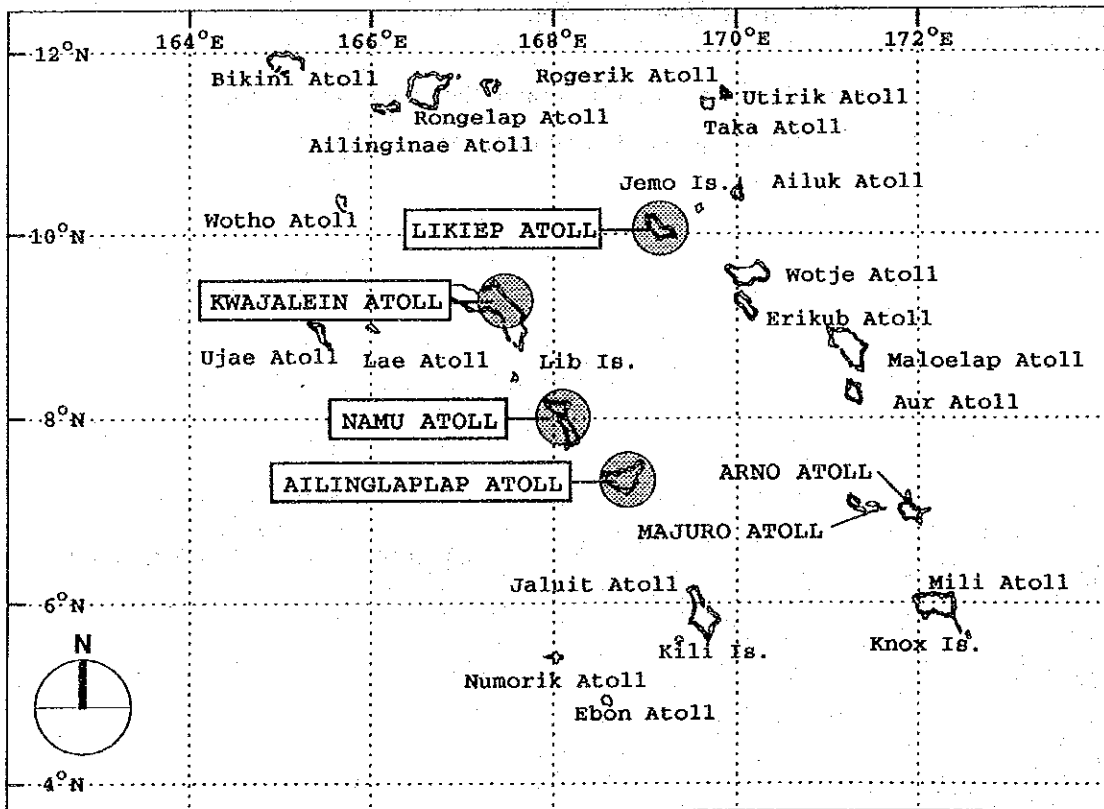 164°E 166°E 168°E 170°E 172°E
12°N
Bikini Atoll
Rogerik Atoll
Utirik Atoll
Rongelap Atoll
Taka Atoll
Ailinginae Atoll
Jemo Is.
Ailuk Atoll
Wotho Atoll
10°N
LIKIEP ATOLL
Wotje Atoll
KWAJALEIN ATOLL
Erikub Atoll
Ujae Atoll
Lae Atoll
Lib Is.
Maloelap Atoll
Aur Atoll
8°N
NAMU ATOLL
AILINGLAPLAP ATOLL
ARNO ATOLL
MAJURO ATOLL
Jaluit Atoll
Mili Atoll
6°N
Kili Is.
Knox Is.
N
Numorik Atoll
Ebon Atoll
4°N